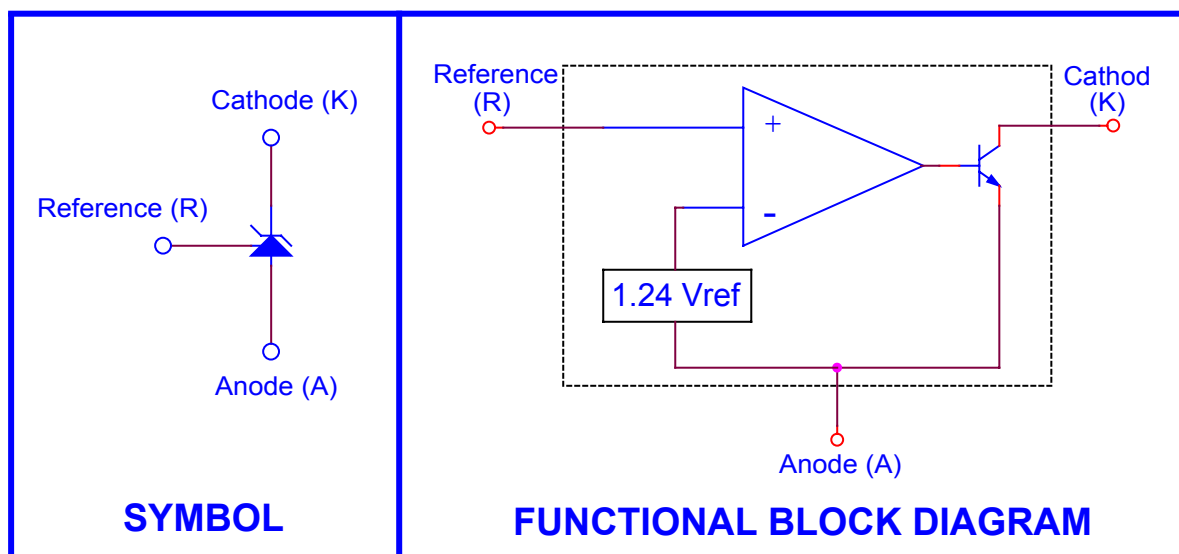 Cathode (K)
Reference (R)
Anode (A)
SYMBOL
Reference
(R)
Cathod
(K)
+
-
1.24 Vref
Anode (A)
FUNCTIONAL BLOCK DIAGRAM